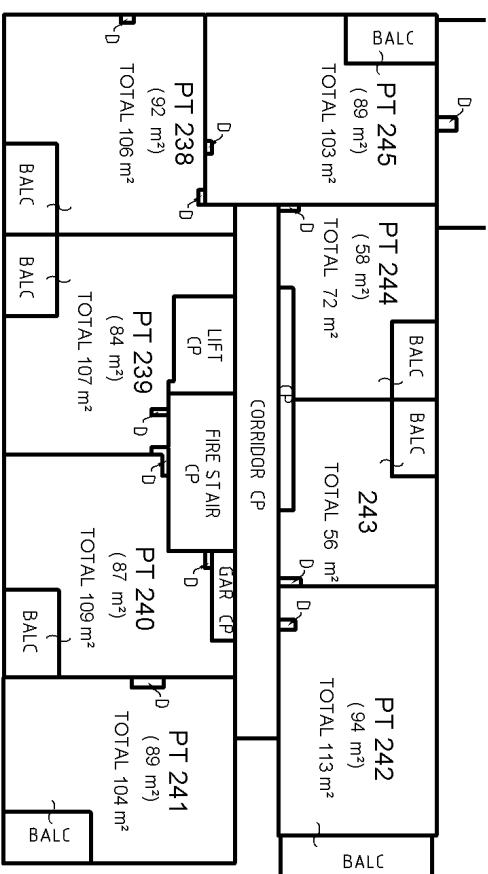 BALC
D
PT 245
(89 m²)
TOTAL 103 m²
D
PT 238
(92 m²)
TOTAL 106 m²
D
D
BALC
D
PT 244
(58 m²)
TOTAL 72 m²
BALC
BALC
LIFT
CP
CP
CORRIDOR CP
PT 239
(84 m²)
TOTAL 107 m²
D
BALC
243
TOTAL 56 m²
D
FIRE STAIR
CP
D
D
GAR CP
PT 240
(87 m²)
TOTAL 109 m²
BALC
D
PT 242
(94 m²)
TOTAL 113 m²
BALC
D
PT 241
(89 m²)
TOTAL 104 m²
BALC